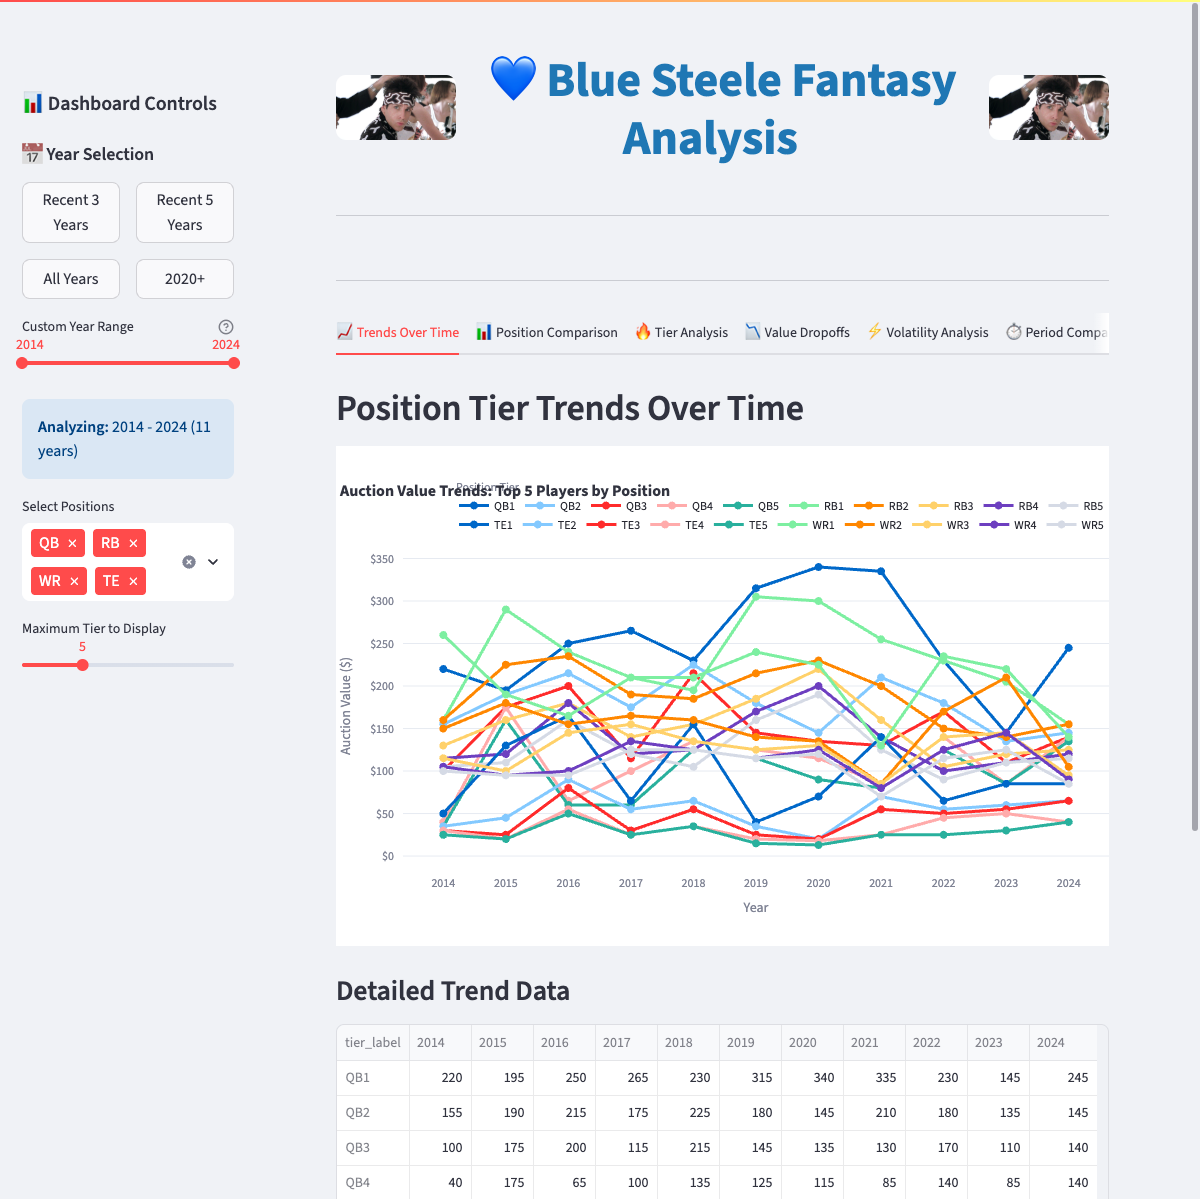 📊 Dashboard Controls
📅 Year Selection
Recent 3
Years
Recent 5
Years
All Years
2020+
Custom Year Range
2014
2024
Analyzing: 2014 - 2024 (11
years)
Select Positions
QB ×
RB ×
WR ×
TE ×
Maximum Tier to Display
5
💙 Blue Steele Fantasy
Analysis
📈 Trends Over Time
📊 Position Comparison
🔥 Tier Analysis
📉 Value Dropoffs
⚡ Volatility Analysis
⏱️ Period Compa
Position Tier Trends Over Time
Position Tier
Auction Value Trends: Top 5 Players by Position
QB1 QB2 QB3 QB4 QB5 RB1 RB2 RB3 RB4 RB5
TE1 TE2 TE3 TE4 TE5 WR1 WR2 WR3 WR4 WR5
$350
$300
$250
$200
$150
$100
$50
$0
Auction Value ($)
2014 2015 2016 2017 2018 2019 2020 2021 2022 2023 2024
Year
Detailed Trend Data
tier_label 2014 2015 2016 2017 2018 2019 2020 2021 2022 2023 2024
QB1 220 195 250 265 230 315 340 335 230 145 245
QB2 155 190 215 175 225 180 145 210 180 135 145
QB3 100 175 200 115 215 145 135 130 170 110 140
QB4 40 175 65 100 135 125 115 85 140 85 140